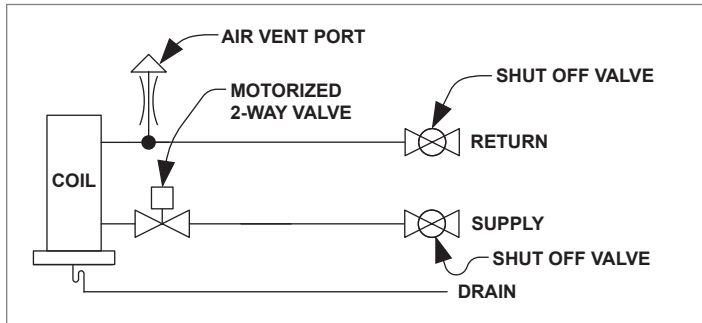 AIR VENT PORT
MOTORIZED
2-WAY VALVE
SHUT OFF VALVE
RETURN
COIL
SUPPLY
SHUT OFF VALVE
DRAIN